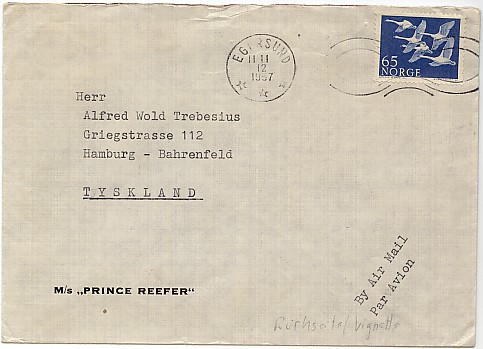 EGERSUND
11 11
12
1957
65
NORGE
Herr
Alfred Wold Trebesius
Griegstrasse 112
Hamburg - Bahrenfeld
TYSKLAND
M/s „PRINCE REEFER“
By Air Mail
Par Avion
Rückseite/Vignette